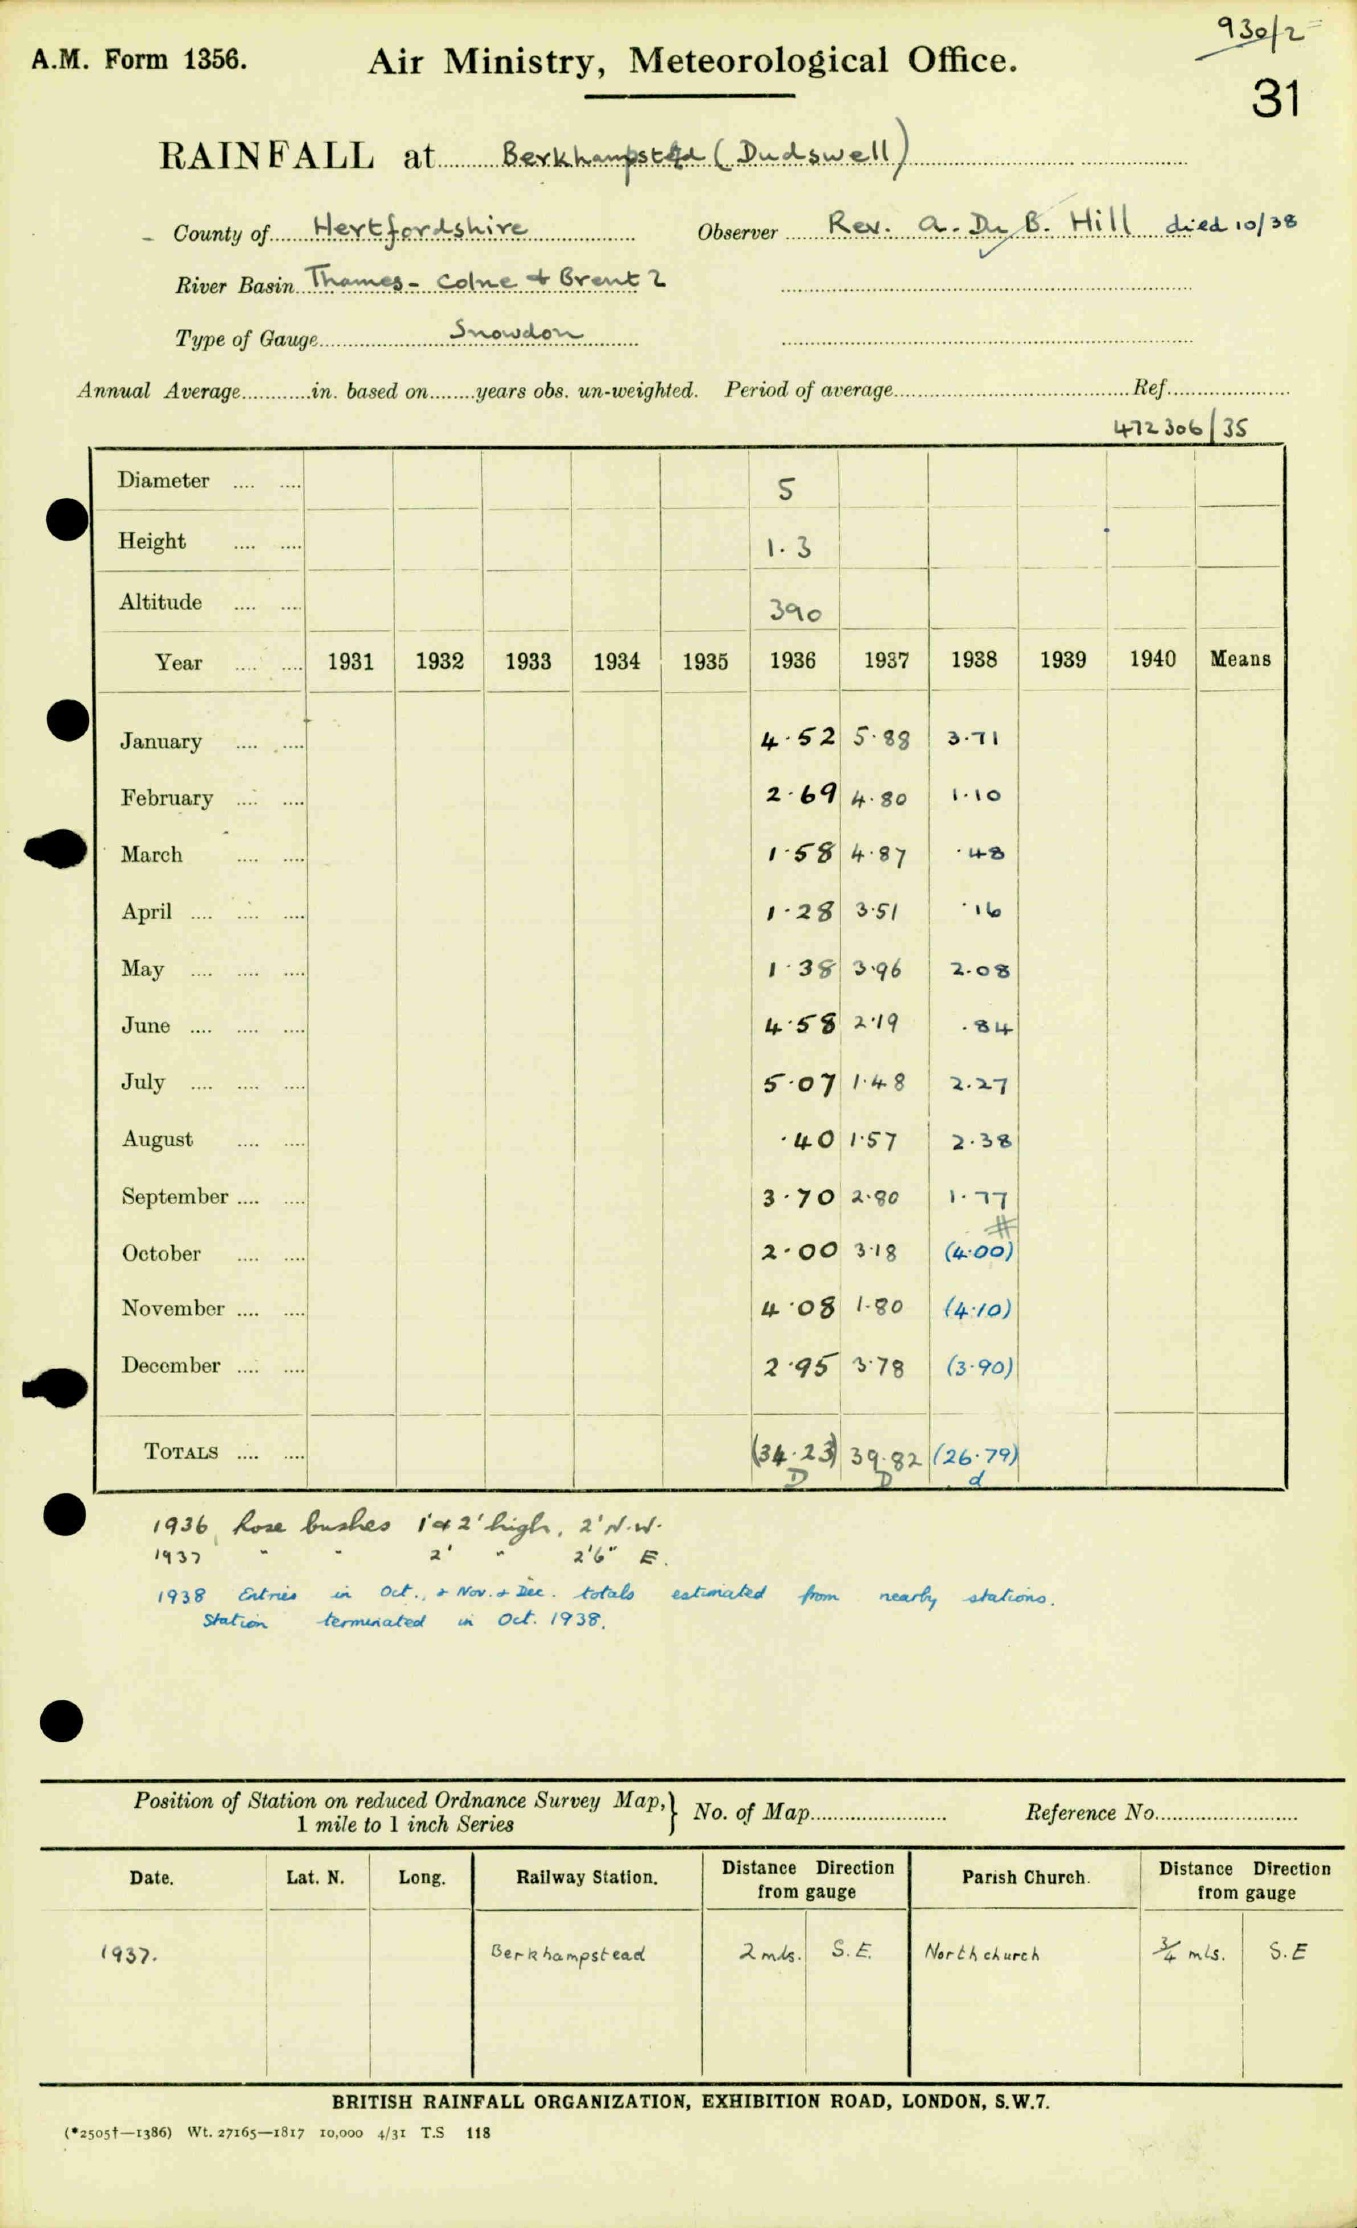 930/2
A.M. Form 1356.
Air Ministry, Meteorological Office.
31
RAINFALL at Berkhampsted (Dudswell)
County of Hertfordshire Observer Rev. A. Du B. Hill died 10/38
River Basin Thames - Colne + Brent 2
Type of Gauge Snowdon
Annual Average in. based on years obs. un-weighted. Period of average Ref.
472306/35
Diameter 5
Height 1.3
Altitude 390
Year 1931 1932 1933 1934 1935 1936 1937 1938 1939 1940 Means
January 4.52 5.88 3.71
February 2.69 4.80 1.10
March 1.58 4.87 .48
April 1.28 3.51 .16
May 1.38 3.96 2.08
June 4.58 2.19 .84
July 5.07 1.48 2.27
August .40 1.57 2.38
September 3.70 2.80 1.77
#
October 2.00 3.18 (4.00)
November 4.08 1.80 (4.10)
December 2.95 3.78 (3.90)
TOTALS (34.23) 39.82 (26.79)
D D d
1936 Rose bushes 1' & 2' high, 2' N.W.
1937 " " 2' " 2'6" E.
1938 Entries in Oct., + Nov. + Dec. totals estimated from nearby stations.
Station terminated in Oct. 1938.
Position of Station on reduced Ordnance Survey Map, } No. of Map Reference No.
1 mile to 1 inch Series
Date. Lat. N. Long. Railway Station. Distance Direction from gauge Parish Church. Distance Direction from gauge
1937. Berkhampstead 2 mls. S.E. Northchurch 3/4 mls. S.E
BRITISH RAINFALL ORGANIZATION, EXHIBITION ROAD, LONDON, S.W.7.
(*2505†—1386) Wt. 27165—1817 10,000 4/31 T.S 118